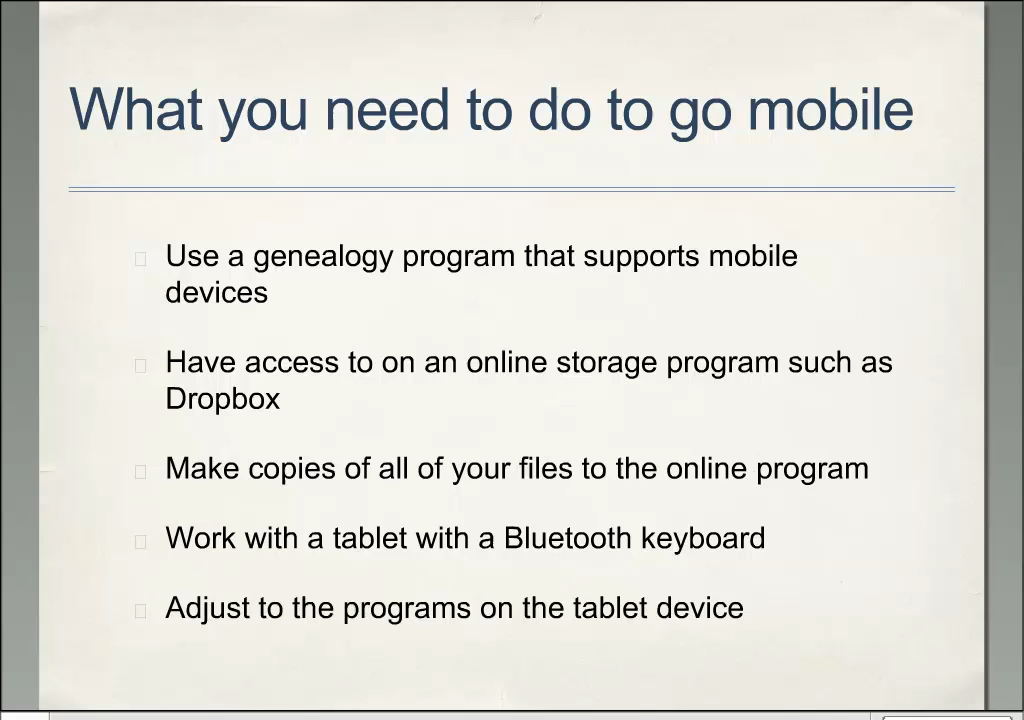 What you need to do to go mobile
Use a genealogy program that supports mobile
devices
Have access to on an online storage program such as
Dropbox
Make copies of all of your files to the online program
Work with a tablet with a Bluetooth keyboard
Adjust to the programs on the tablet device